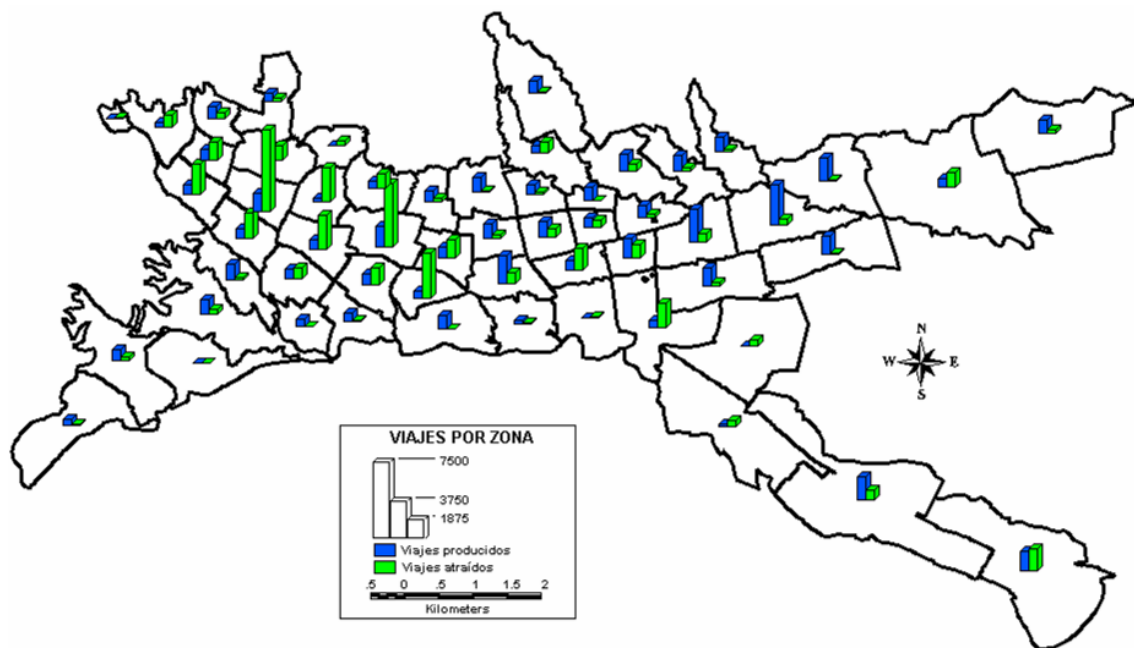 N
W E
S
VIAJES POR ZONA
7500
3750
1875
Viajes producidos
Viajes atraídos
.5 0 .5 1 1.5 2
Kilometers